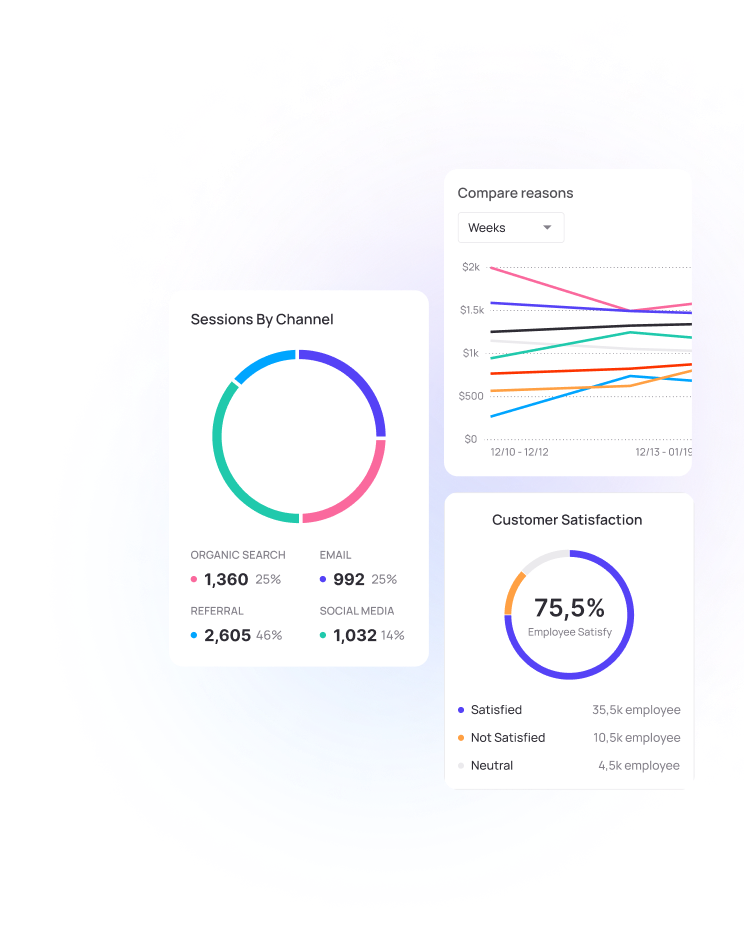 Compare reasons
Weeks
$2k
$1.5k
$1k
$500
$0
12/10 - 12/12
12/13 - 01/19
Sessions By Channel
ORGANIC SEARCH
1,360 25%
EMAIL
992 25%
REFERRAL
2,605 46%
SOCIAL MEDIA
1,032 14%
Customer Satisfaction
75,5%
Employee Satisfy
Satisfied 35,5k employee
Not Satisfied 10,5k employee
Neutral 4,5k employee